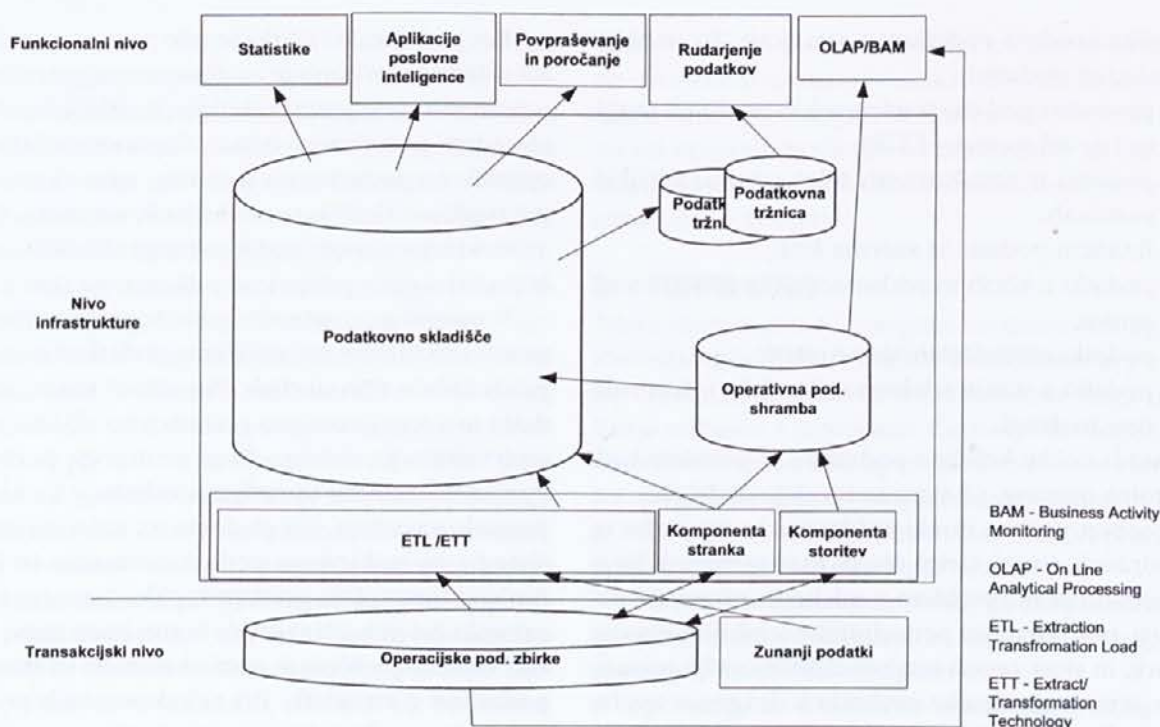 Funkcionalni nivo
Statistike
Aplikacije
poslovne
inteligence
Povpraševanje
in poročanje
Rudarjenje
podatkov
OLAP/BAM
Podatkovna
tržnica
Nivo
infrastrukture
Podatkovno skladišče
Operativna pod.
shramba
ETL /ETT
Komponenta
stranka
Komponenta
storitev
Transakcijski nivo
Operacijske pod. zbirke
Zunanji podatki
BAM - Business Activity
Monitoring
OLAP - On Line
Analytical Processing
ETL - Extraction
Transfromation Load
ETT - Extract/
Transformation
Technology